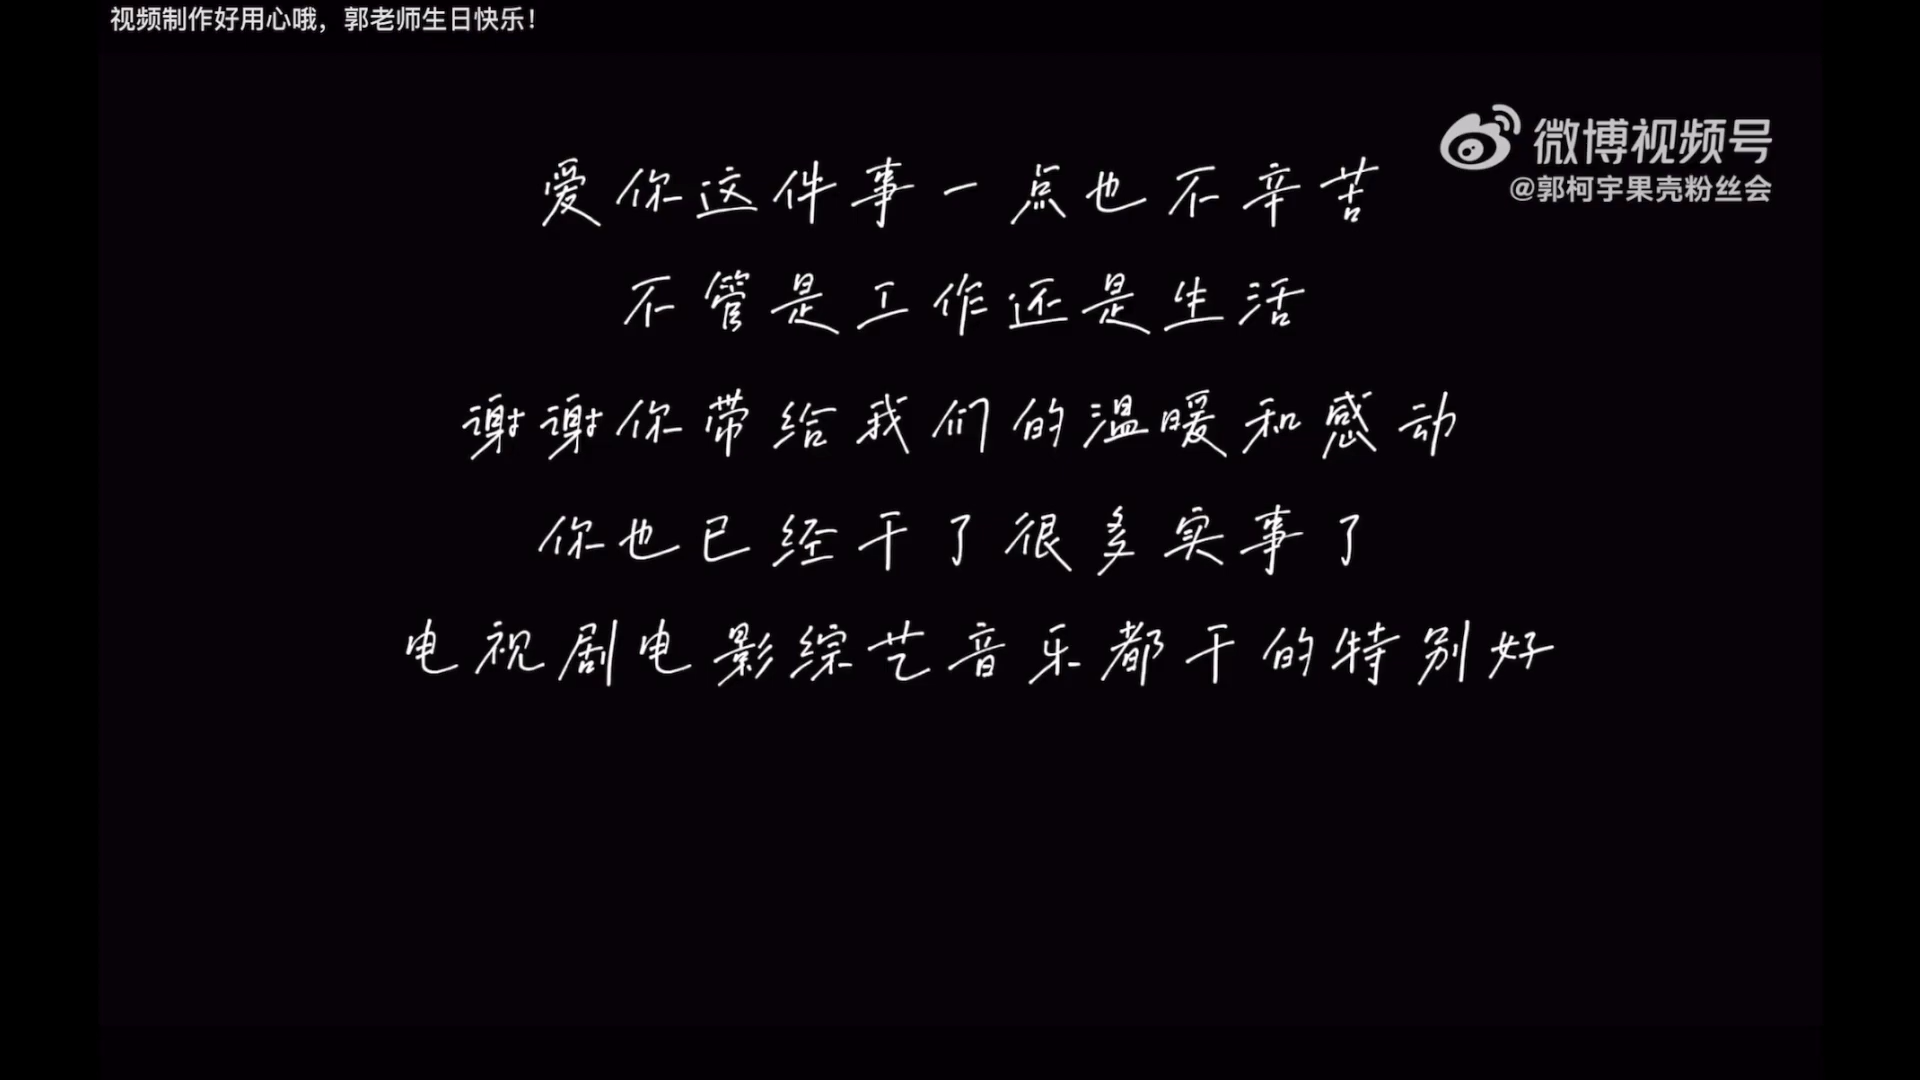 视频制作好用心哦，郭老师生日快乐！
微博视频号
@郭柯宇果壳粉丝会
爱你这件事一点也不辛苦
不管是工作还是生活
谢谢你带给我们的温暖和感动
你也已经干了很多实事了
电视剧电影综艺音乐都干的特别好